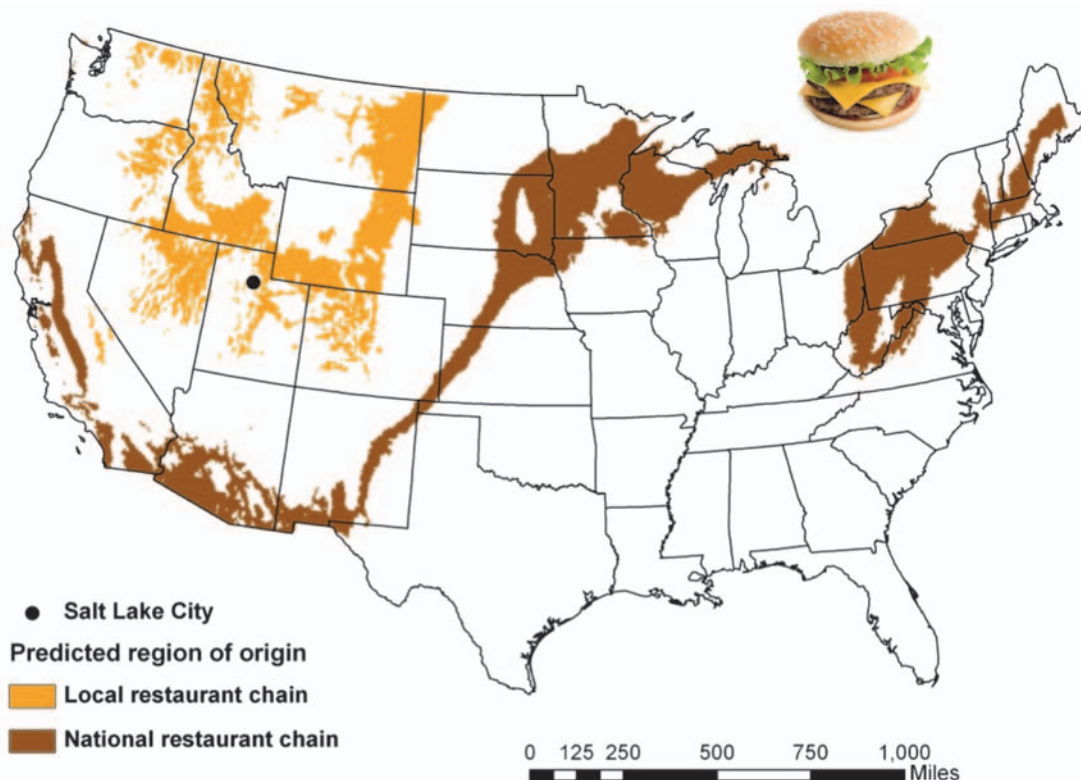 Salt Lake City
Predicted region of origin
Local restaurant chain
National restaurant chain
0 125 250 500 750 1,000
Miles